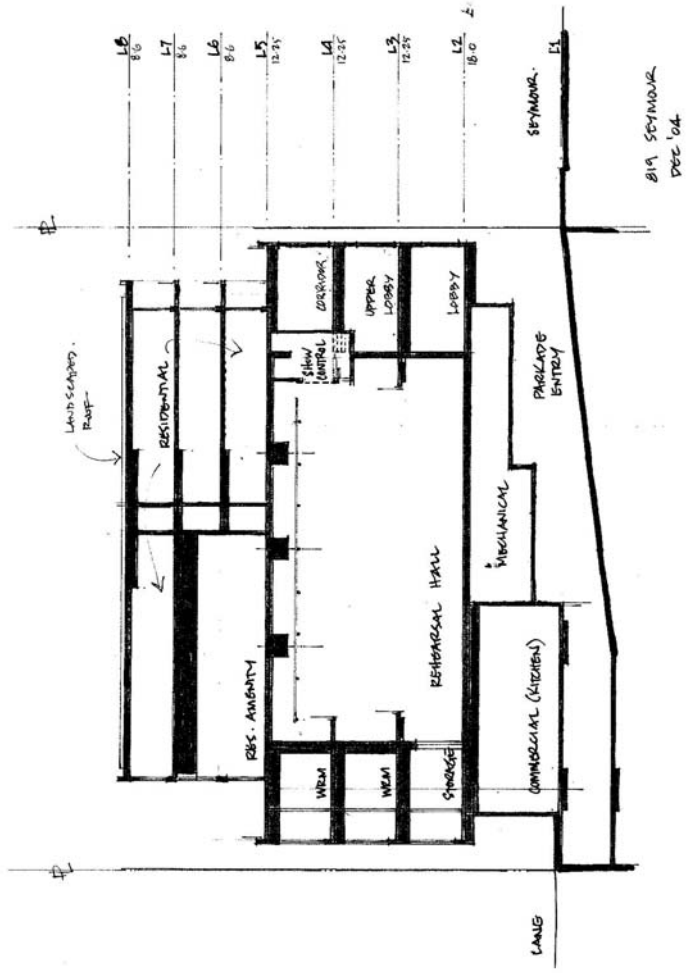 LANDSCAPED
ROOF
L8
8.6
RESIDENTIAL
L7
8.6
L6
8.6
RES. AMENITY
L5
12.25
WRM
SHOW
CONTROL
CORRIDOR
L4
12.25
WRM
UPPER
LOBBY
L3
12.25
STORAGE
REHEARSAL HALL
LOBBY
L2
18.0
COMMERCIAL (KITCHEN)
MECHANICAL
PARKADE
ENTRY
LANE
SEYMOUR.
L1
819 SEYMOUR
DEC '04